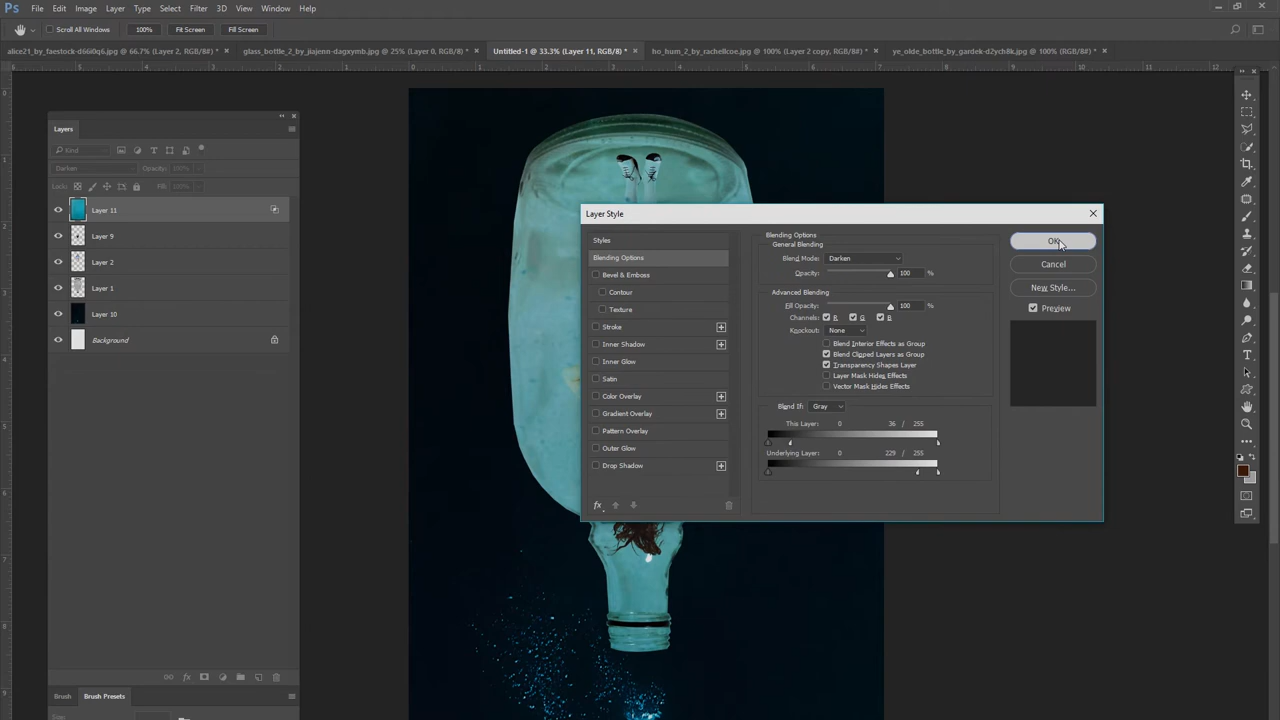 Ps File Edit Image Layer Type Select Filter 3D View Window Help
Scroll All Windows 100% Fit Screen Fill Screen
alice21_by_faestock-d66i0q6.jpg @ 66.7% (Layer 2, RGB/8#) * × glass_bottle_2_by_jiajenn-dagxymb.jpg @ 25% (Layer 0, RGB/8) * × Untitled-1 @ 33.3% (Layer 11, RGB/8) * × ho_hum_2_by_rachellcoe.jpg @ 100% (Layer 2 copy, RGB/8) * × ye_olde_bottle_by_gardek-d2ych8k.jpg @ 100% (RGB/8#) *
Layers
Kind
Darken Opacity: 100%
Lock: Fill: 100%
Layer 11
Layer 9
Layer 2
Layer 1
Layer 10
Background
Brush Brush Presets
Size:
Layer Style
Styles
Blending Options
Bevel & Emboss
Contour
Texture
Stroke
Inner Shadow
Inner Glow
Satin
Color Overlay
Gradient Overlay
Pattern Overlay
Outer Glow
Drop Shadow
fx
Blending Options
General Blending
Blend Mode: Darken
Opacity: 100 %
Advanced Blending
Fill Opacity: 100 %
Channels: R G B
Knockout: None
Blend Interior Effects as Group
Blend Clipped Layers as Group
Transparency Shapes Layer
Layer Mask Hides Effects
Vector Mask Hides Effects
Blend If: Gray
This Layer: 0 36 / 255
Underlying Layer: 0 229 / 255
OK
Cancel
New Style...
Preview